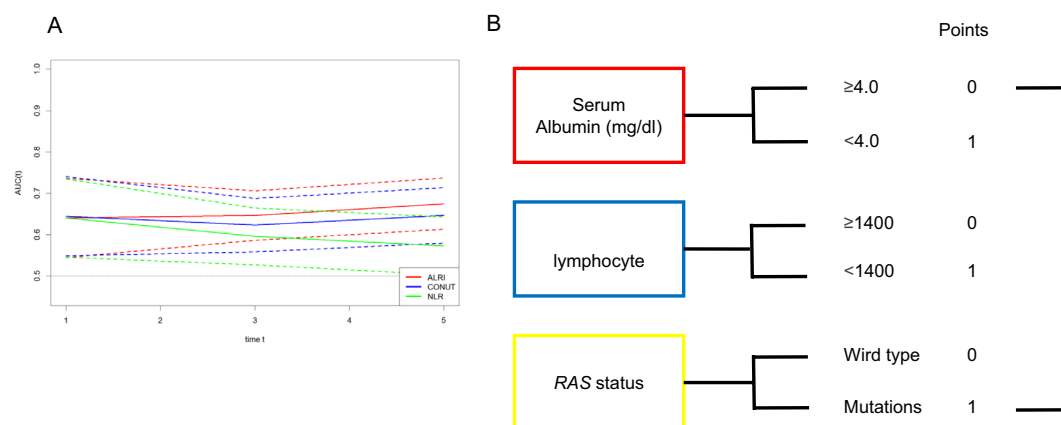 A
1.0
0.9
0.8
0.7
0.6
0.5
AUC(t)
ALRI
CONUT
NLR
1 2 3 4 5
time t
B
Points
Serum
Albumin (mg/dl)
≥4.0 0
<4.0 1
lymphocyte
≥1400 0
<1400 1
RAS status
Wird type 0
Mutations 1